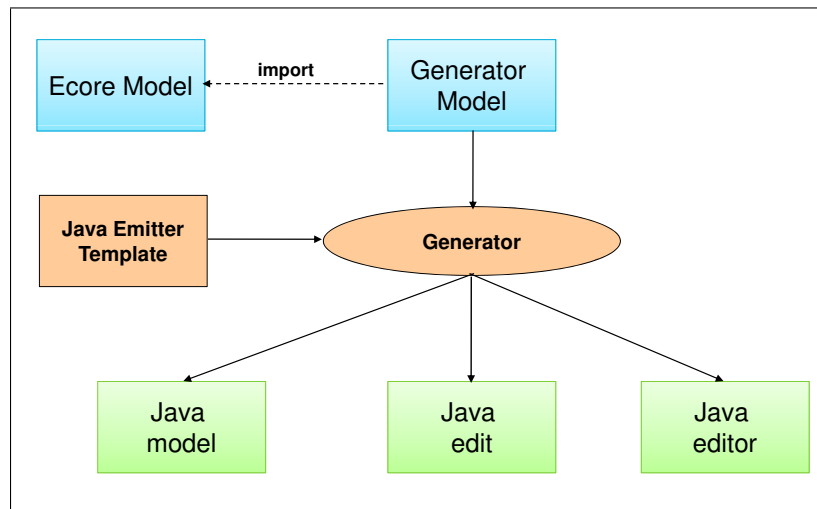 Ecore Model
import
Generator
Model
Java Emitter
Template
Generator
Java
model
Java
edit
Java
editor